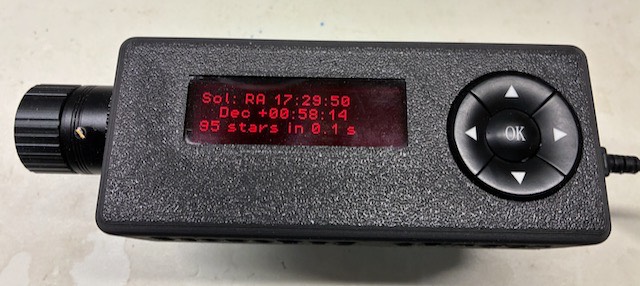 Sol: RA 17:29:50
Dec +00:58:14
95 stars in 0.1 s
OK